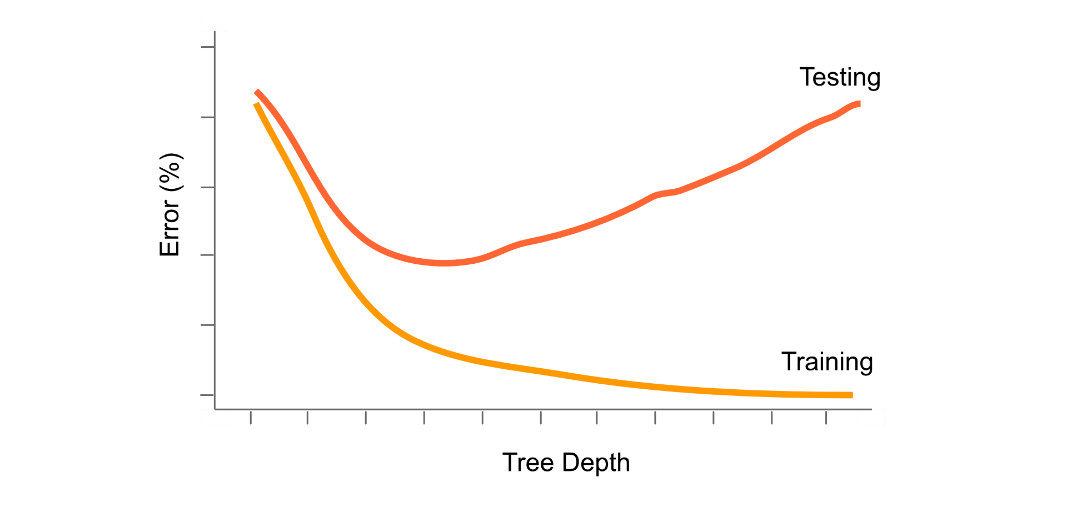 Testing
Error (%)
Training
Tree Depth